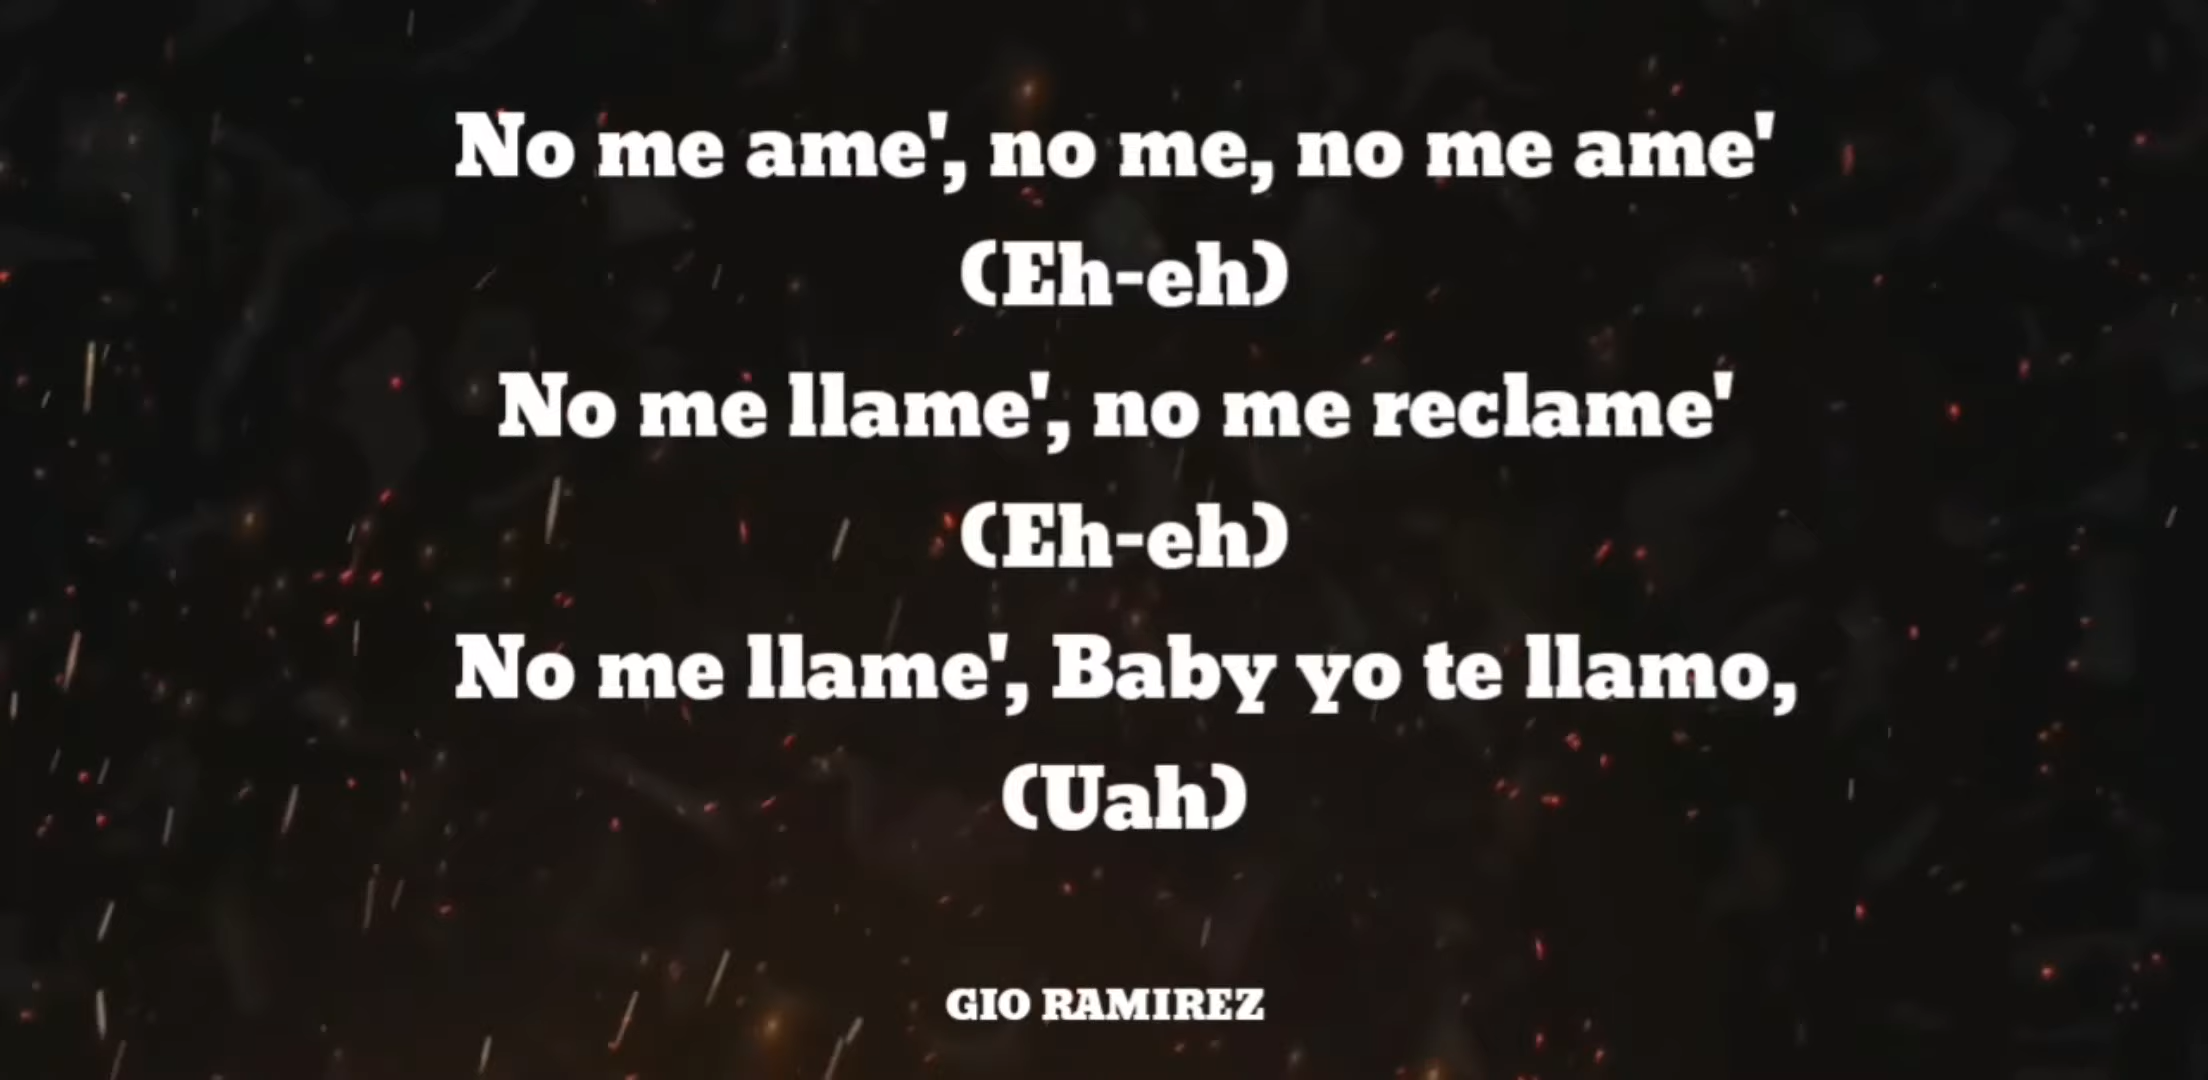 No me ame', no me, no me ame'
(Eh-eh)
No me llame', no me reclame'
(Eh-eh)
No me llame', Baby yo te llamo,
(Uah)
GIO RAMIREZ